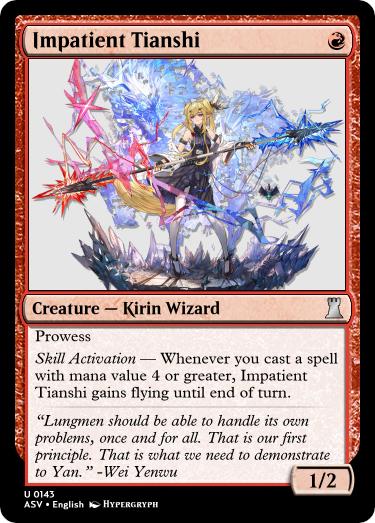 Impatient Tianshi
Creature — Kirin Wizard
Prowess
Skill Activation — Whenever you cast a spell
with mana value 4 or greater, Impatient
Tianshi gains flying until end of turn.
“Lungmen should be able to handle its own
problems, once and for all. That is our first
principle. That is what we need to demonstrate
to Yan.” -Wei Yenwu
1/2
U 0143
ASV • English HYPERGRYPH